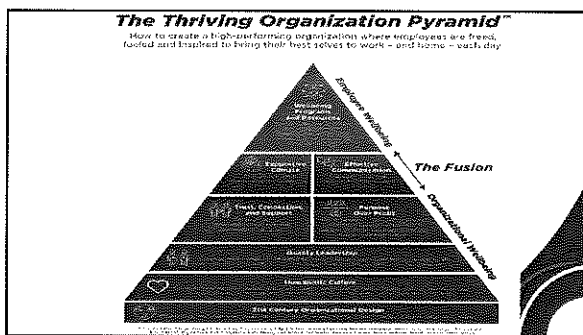 The Thriving Organization Pyramid™
How to create a high-performing organization where employees are freed,
fueled and inspired to bring their best selves to work – and home – each day
Wellbeing
Programs
and Resources
Employee Wellbeing
The Fusion
Organizational Wellbeing
Supportive
Climate
Effective
Communication
Trust, Connection,
and Support
Purpose
Over Profit
Quality Leadership
Humanistic Culture
21st Century Organizational Design